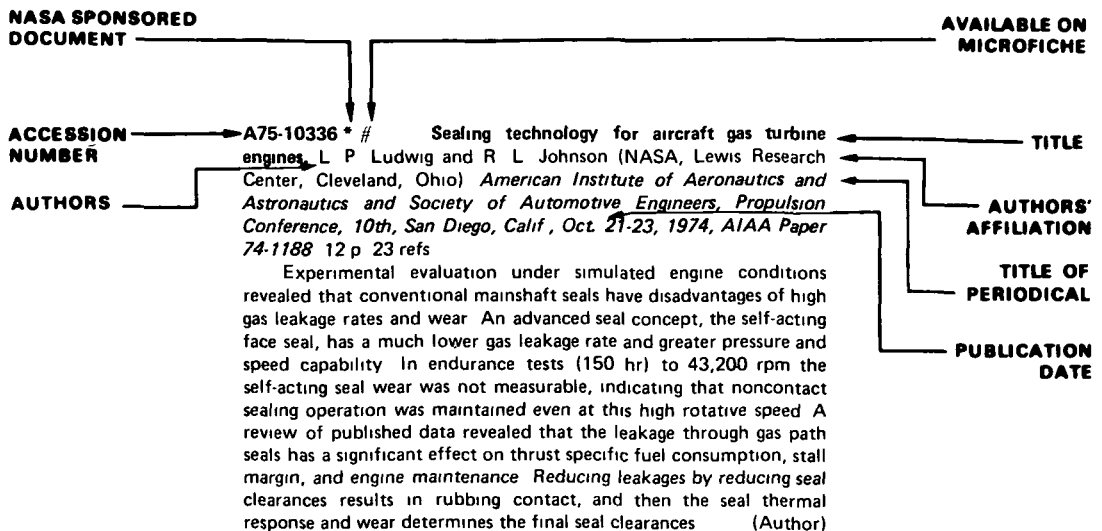 NASA SPONSORED
DOCUMENT
AVAILABLE ON
MICROFICHE
ACCESSION
NUMBER
AUTHORS
A75-10336 * # Sealing technology for aircraft gas turbine
engines. L P Ludwig and R L Johnson (NASA, Lewis Research
Center, Cleveland, Ohio) American Institute of Aeronautics and
Astronautics and Society of Automotive Engineers, Propulsion
Conference, 10th, San Diego, Calif, Oct. 21-23, 1974, AIAA Paper
74-1188 12 p 23 refs
Experimental evaluation under simulated engine conditions
revealed that conventional mainshaft seals have disadvantages of high
gas leakage rates and wear An advanced seal concept, the self-acting
face seal, has a much lower gas leakage rate and greater pressure and
speed capability In endurance tests (150 hr) to 43,200 rpm the
self-acting seal wear was not measurable, indicating that noncontact
sealing operation was maintained even at this high rotative speed A
review of published data revealed that the leakage through gas path
seals has a significant effect on thrust specific fuel consumption, stall
margin, and engine maintenance Reducing leakages by reducing seal
clearances results in rubbing contact, and then the seal thermal
response and wear determines the final seal clearances (Author)
TITLE
AUTHORS'
AFFILIATION
TITLE OF
PERIODICAL
PUBLICATION
DATE